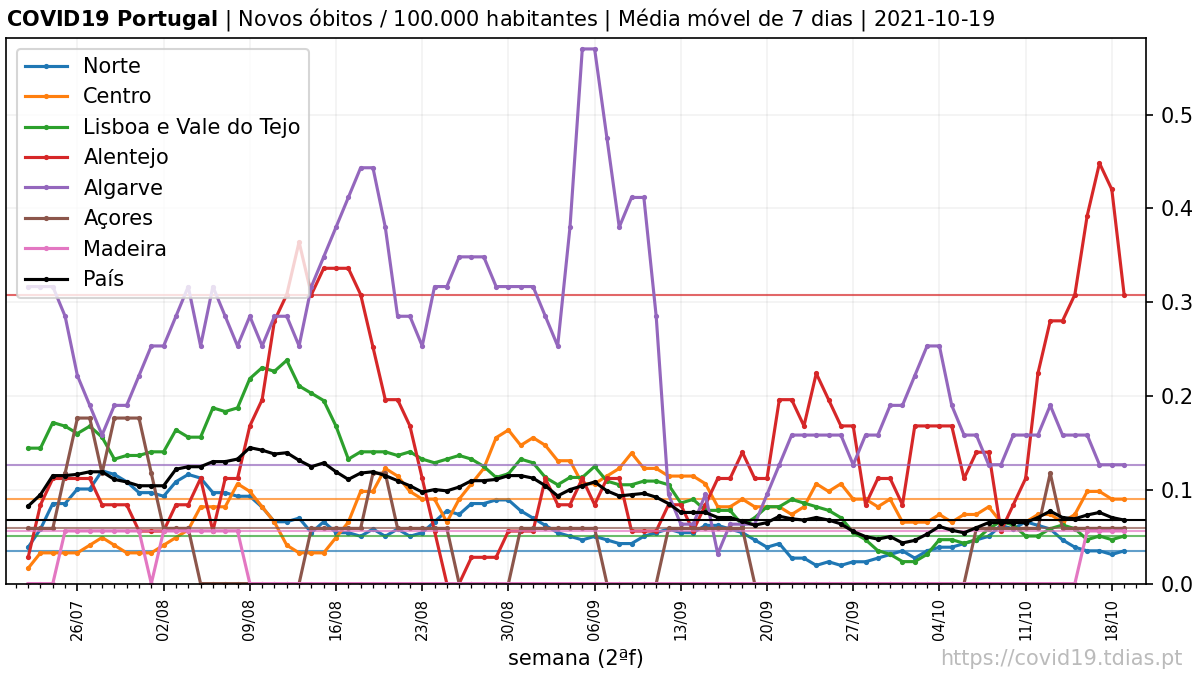 COVID19 Portugal | Novos óbitos / 100.000 habitantes | Média móvel de 7 dias | 2021-10-19
Norte
Centro
Lisboa e Vale do Tejo
Alentejo
Algarve
Açores
Madeira
País
0.5
0.4
0.3
0.2
0.1
0.0
26/07
02/08
09/08
16/08
23/08
30/08
06/09
13/09
20/09
27/09
04/10
11/10
18/10
semana (2ªf)
https://covid19.tdias.pt